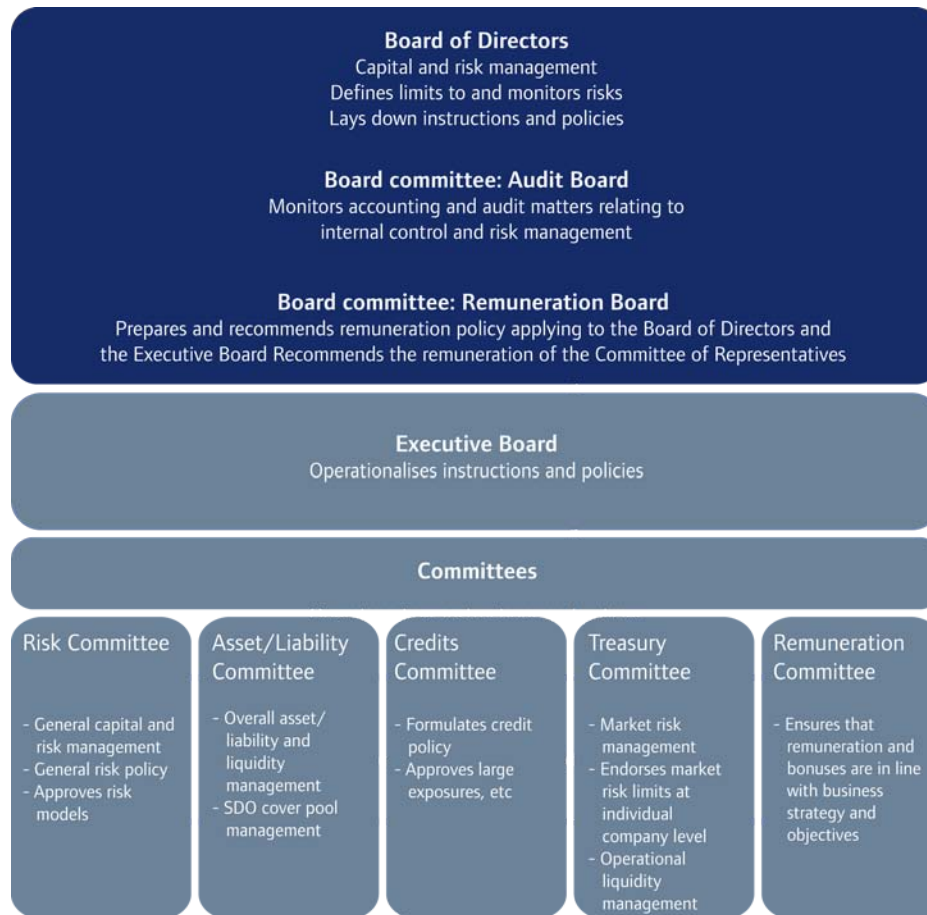 Board of Directors
Capital and risk management
Defines limits to and monitors risks
Lays down instructions and policies
Board committee: Audit Board
Monitors accounting and audit matters relating to
internal control and risk management
Board committee: Remuneration Board
Prepares and recommends remuneration policy applying to the Board of Directors and
the Executive Board Recommends the remuneration of the Committee of Representatives
Executive Board
Operationalises instructions and policies
Committees
Risk Committee
- General capital and
risk management
- General risk policy
- Approves risk
models
Asset/Liability
Committee
- Overall asset/
liability and
liquidity
management
- SDO cover pool
management
Credits
Committee
- Formulates credit
policy
- Approves large
exposures, etc
Treasury
Committee
- Market risk
management
- Endorses market
risk limits at
individual
company level
- Operational
liquidity
management
Remuneration
Committee
- Ensures that
remuneration and
bonuses are in line
with business
strategy and
objectives